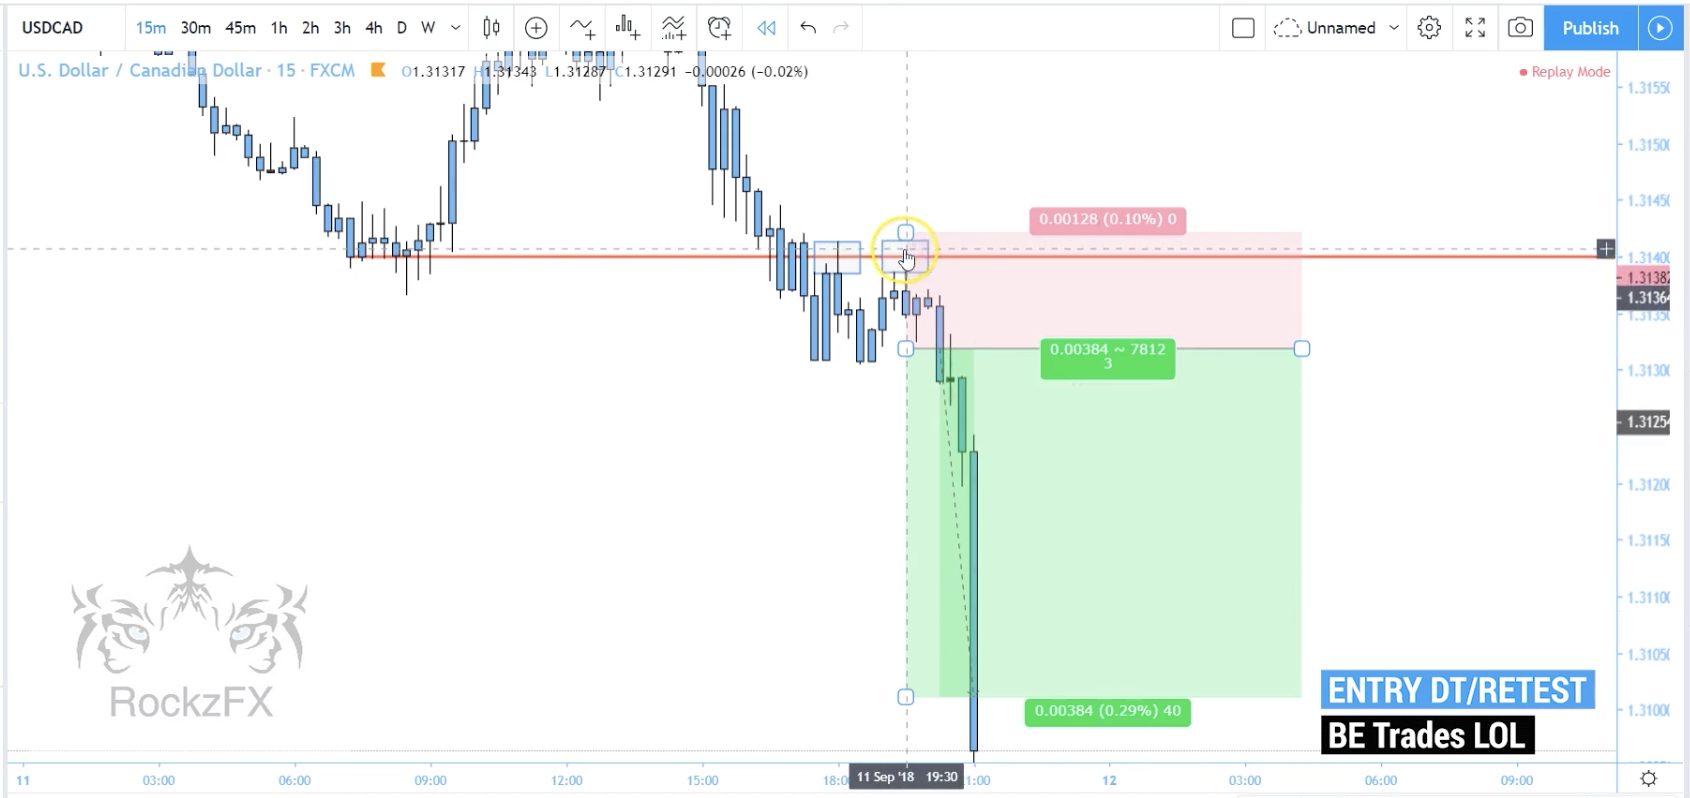 USDCAD 15m 30m 45m 1h 2h 3h 4h D W Unnamed Publish
U.S. Dollar / Canadian Dollar · 15 · FXCM O1.31317 H1.31343 L1.31287 C1.31291 −0.00026 (−0.02%)
Replay Mode
1.3155
1.3150
1.3145
0.00128 (0.10%) 0
1.3140
1.3138
1.31364
1.3135
0.00384 ~ 7812
3
1.3130
1.31254
1.3120
1.3115
1.3110
1.3105
RockzFX
ENTRY DT/RETEST
0.00384 (0.29%) 40
1.3100
BE Trades LOL
11 03:00 06:00 09:00 12:00 15:00 18:0 11 Sep '18 19:30 1:00 12 03:00 06:00 09:00